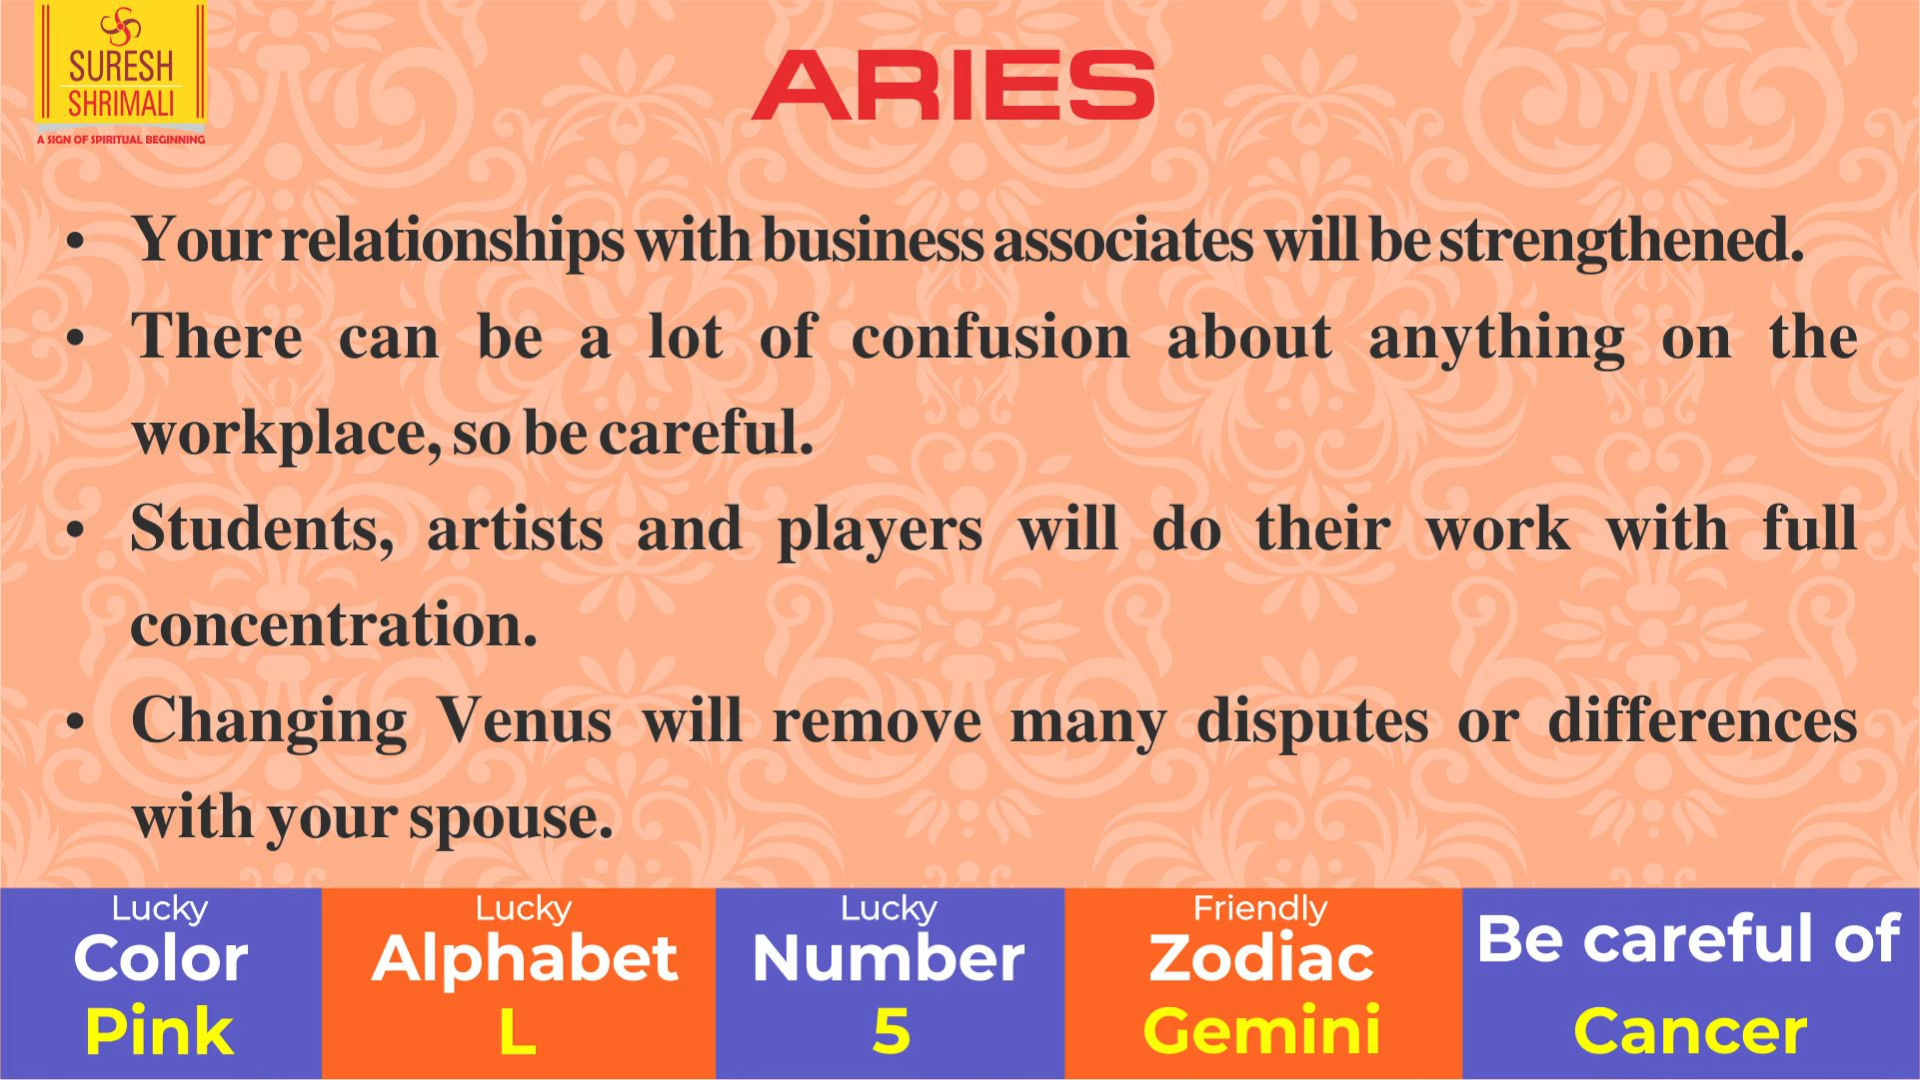 SURESH
SHRIMALI
A SIGN OF SPIRITUAL BEGINNING
ARIES
• Your relationships with business associates will be strengthened.
• There can be a lot of confusion about anything on the
workplace, so be careful.
• Students, artists and players will do their work with full
concentration.
• Changing Venus will remove many disputes or differences
with your spouse.
Lucky
Color
Pink
Lucky
Alphabet
L
Lucky
Number
5
Friendly
Zodiac
Gemini
Be careful of
Cancer